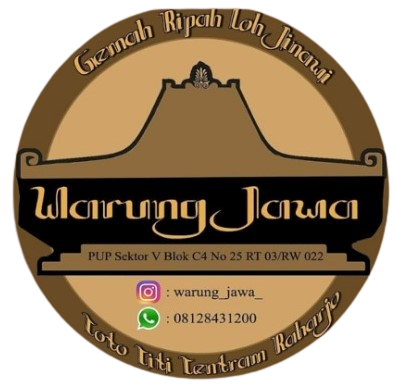 Gemah Ripah Loh Jinawi
Warung Jawa
PUP Sektor V Blok C4 No 25 RT 03/RW 022
: warung_jawa_
: 08128431200
Toto Titi Tentram Raharjo